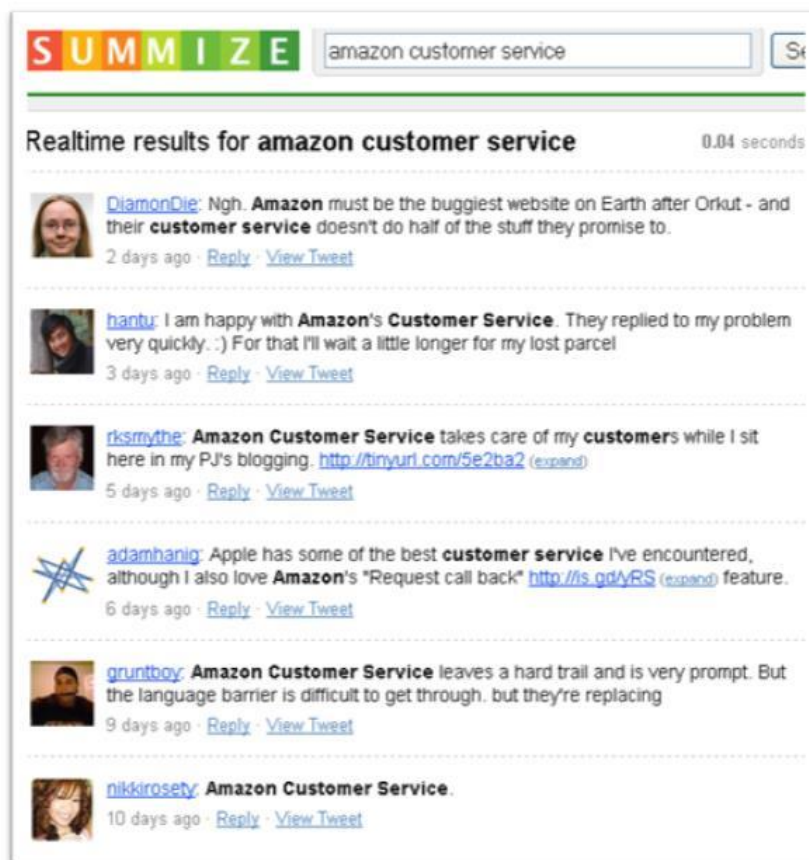 SUMMIZE
amazon customer service
Se
Realtime results for amazon customer service
0.04 seconds
DiamonDie: Ngh. Amazon must be the buggiest website on Earth after Orkut - and
their customer service doesn't do half of the stuff they promise to.
2 days ago · Reply · View Tweet
hantu: I am happy with Amazon's Customer Service. They replied to my problem
very quickly. :) For that I'll wait a little longer for my lost parcel
3 days ago · Reply · View Tweet
rksmythe: Amazon Customer Service takes care of my customers while I sit
here in my PJ's blogging. http://tinyurl.com/5e2ba2 (expand)
5 days ago · Reply · View Tweet
adamhanig: Apple has some of the best customer service I've encountered,
although I also love Amazon's "Request call back" http://is.gd/yRS (expand) feature.
6 days ago · Reply · View Tweet
gruntboy: Amazon Customer Service leaves a hard trail and is very prompt. But
the language barrier is difficult to get through. but they're replacing
9 days ago · Reply · View Tweet
nikkirosety: Amazon Customer Service.
10 days ago · Reply · View Tweet